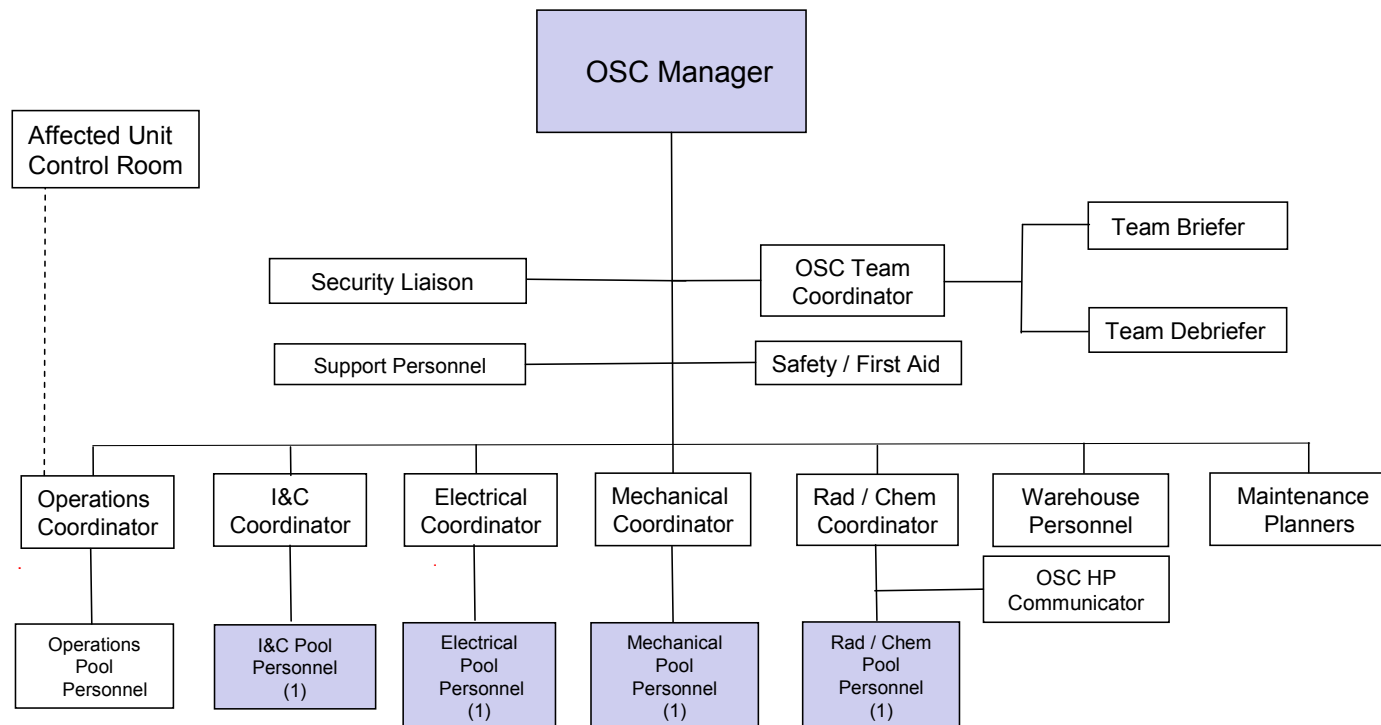 OSC Manager
Affected Unit
Control Room
Team Briefer
Security Liaison
OSC Team
Coordinator
Team Debriefer
Support Personnel
Safety / First Aid
Operations
Coordinator
I&C
Coordinator
Electrical
Coordinator
Mechanical
Coordinator
Rad / Chem
Coordinator
Warehouse
Personnel
Maintenance
Planners
OSC HP
Communicator
Operations
Pool
Personnel
I&C Pool
Personnel
(1)
Electrical
Pool
Personnel
(1)
Mechanical
Pool
Personnel
(1)
Rad / Chem
Pool
Personnel
(1)